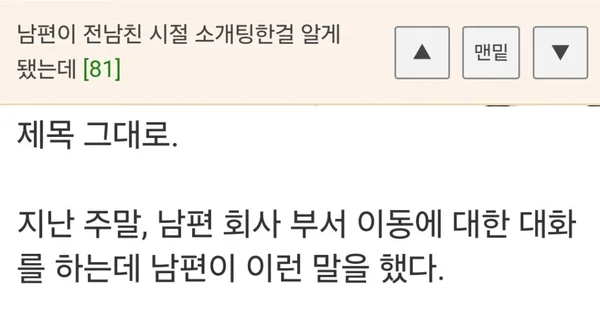 남편이 전남친 시절 소개팅한걸 알게
됐는데 [81]
▲
맨밑
▼
제목 그대로.
지난 주말, 남편 회사 부서 이동에 대한 대화
를 하는데 남편이 이런 말을 했다.